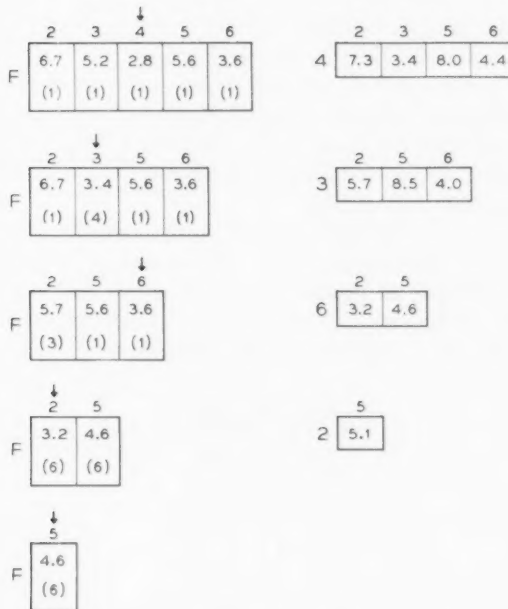 2 3 4 5 6
F 6.7 5.2 2.8 5.6 3.6
(1) (1) (1) (1) (1)
2 3 5 6
4 7.3 3.4 8.0 4.4
2 3 5 6
F 6.7 3.4 5.6 3.6
(1) (4) (1) (1)
2 5 6
3 5.7 8.5 4.0
2 5 6
F 5.7 5.6 3.6
(3) (1) (1)
2 5
6 3.2 4.6
2 5
F 3.2 4.6
(6) (6)
5
2 5.1
5
F 4.6
(6)